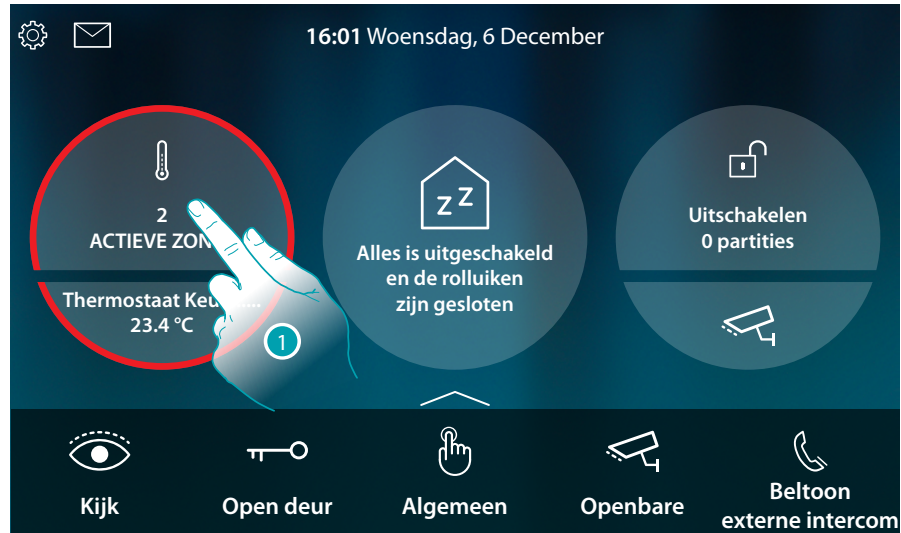 16:01 Woensdag, 6 December
2
ACTIEVE ZON
Thermostaat Keu
23.4 °C
1
zZ
Alles is uitgeschakeld
en de rolluiken
zijn gesloten
Uitschakelen
0 partities
Kijk
Open deur
Algemeen
Openbare
Beltoon
externe intercom